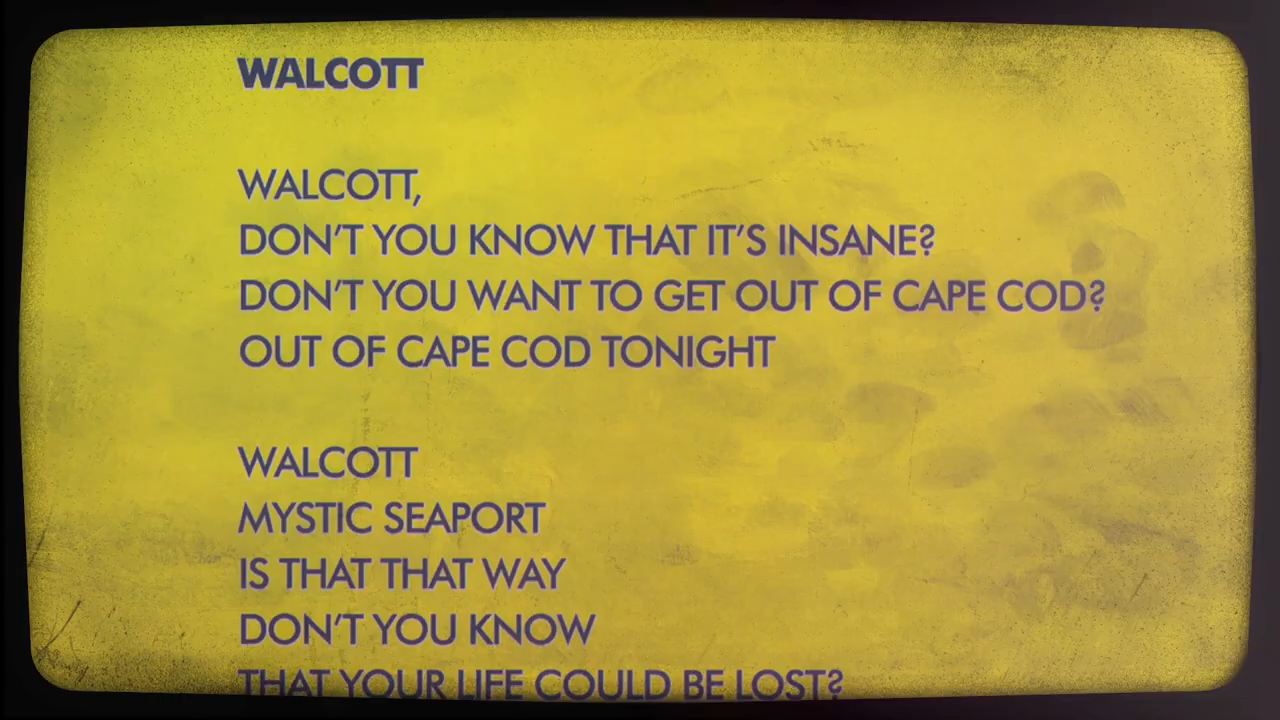 WALCOTT
WALCOTT,
DON'T YOU KNOW THAT IT'S INSANE?
DON'T YOU WANT TO GET OUT OF CAPE COD?
OUT OF CAPE COD TONIGHT
WALCOTT
MYSTIC SEAPORT
IS THAT THAT WAY
DON'T YOU KNOW
THAT YOUR LIFE COULD BE LOST?